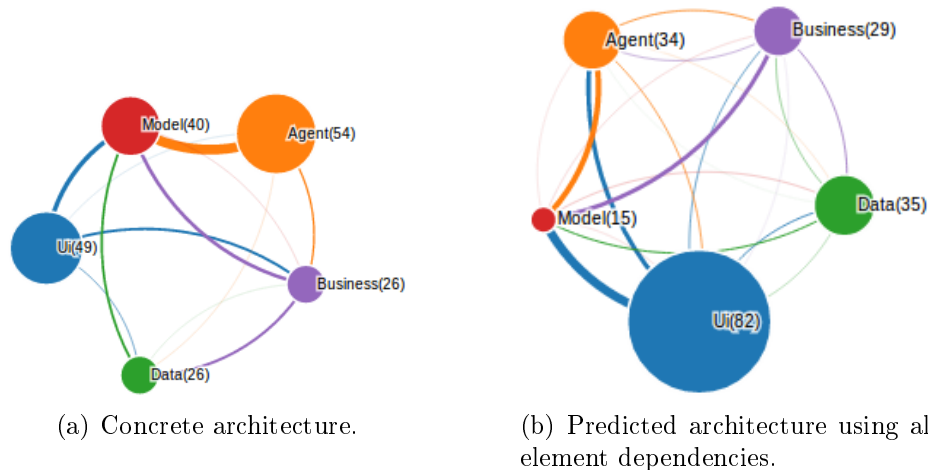 Agent(34)
Business(29)
Model(40)
Agent(54)
Data(35)
Model(15)
Ui(49)
Business(26)
Ui(82)
Data(26)
(a) Concrete architecture.
(b) Predicted architecture using al
element dependencies.